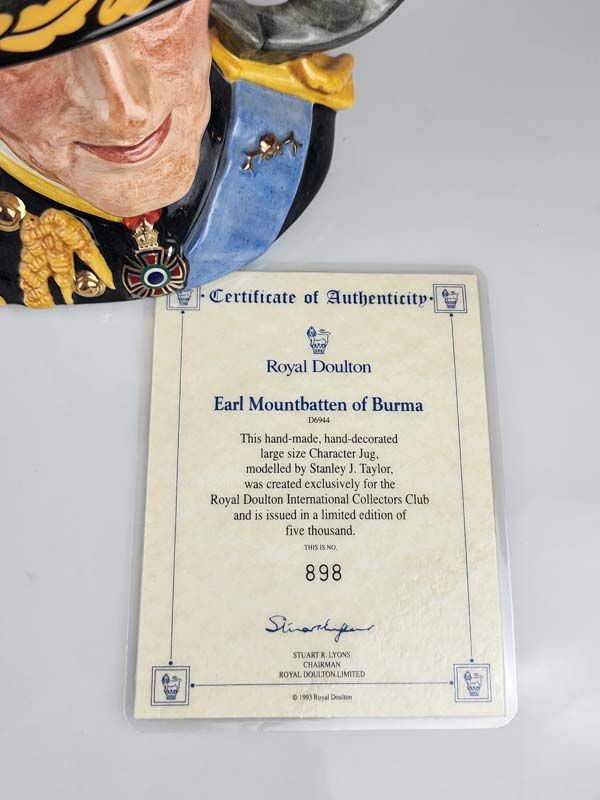 Certificate of Authenticity
Royal Doulton
Earl Mountbatten of Burma
D6944
This hand-made, hand-decorated
large size Character Jug,
modelled by Stanley J. Taylor,
was created exclusively for the
Royal Doulton International Collectors Club
and is issued in a limited edition of
five thousand.
THIS IS NO.
898
STUART R. LYONS
CHAIRMAN
ROYAL DOULTON LIMITED
© 1993 Royal Doulton